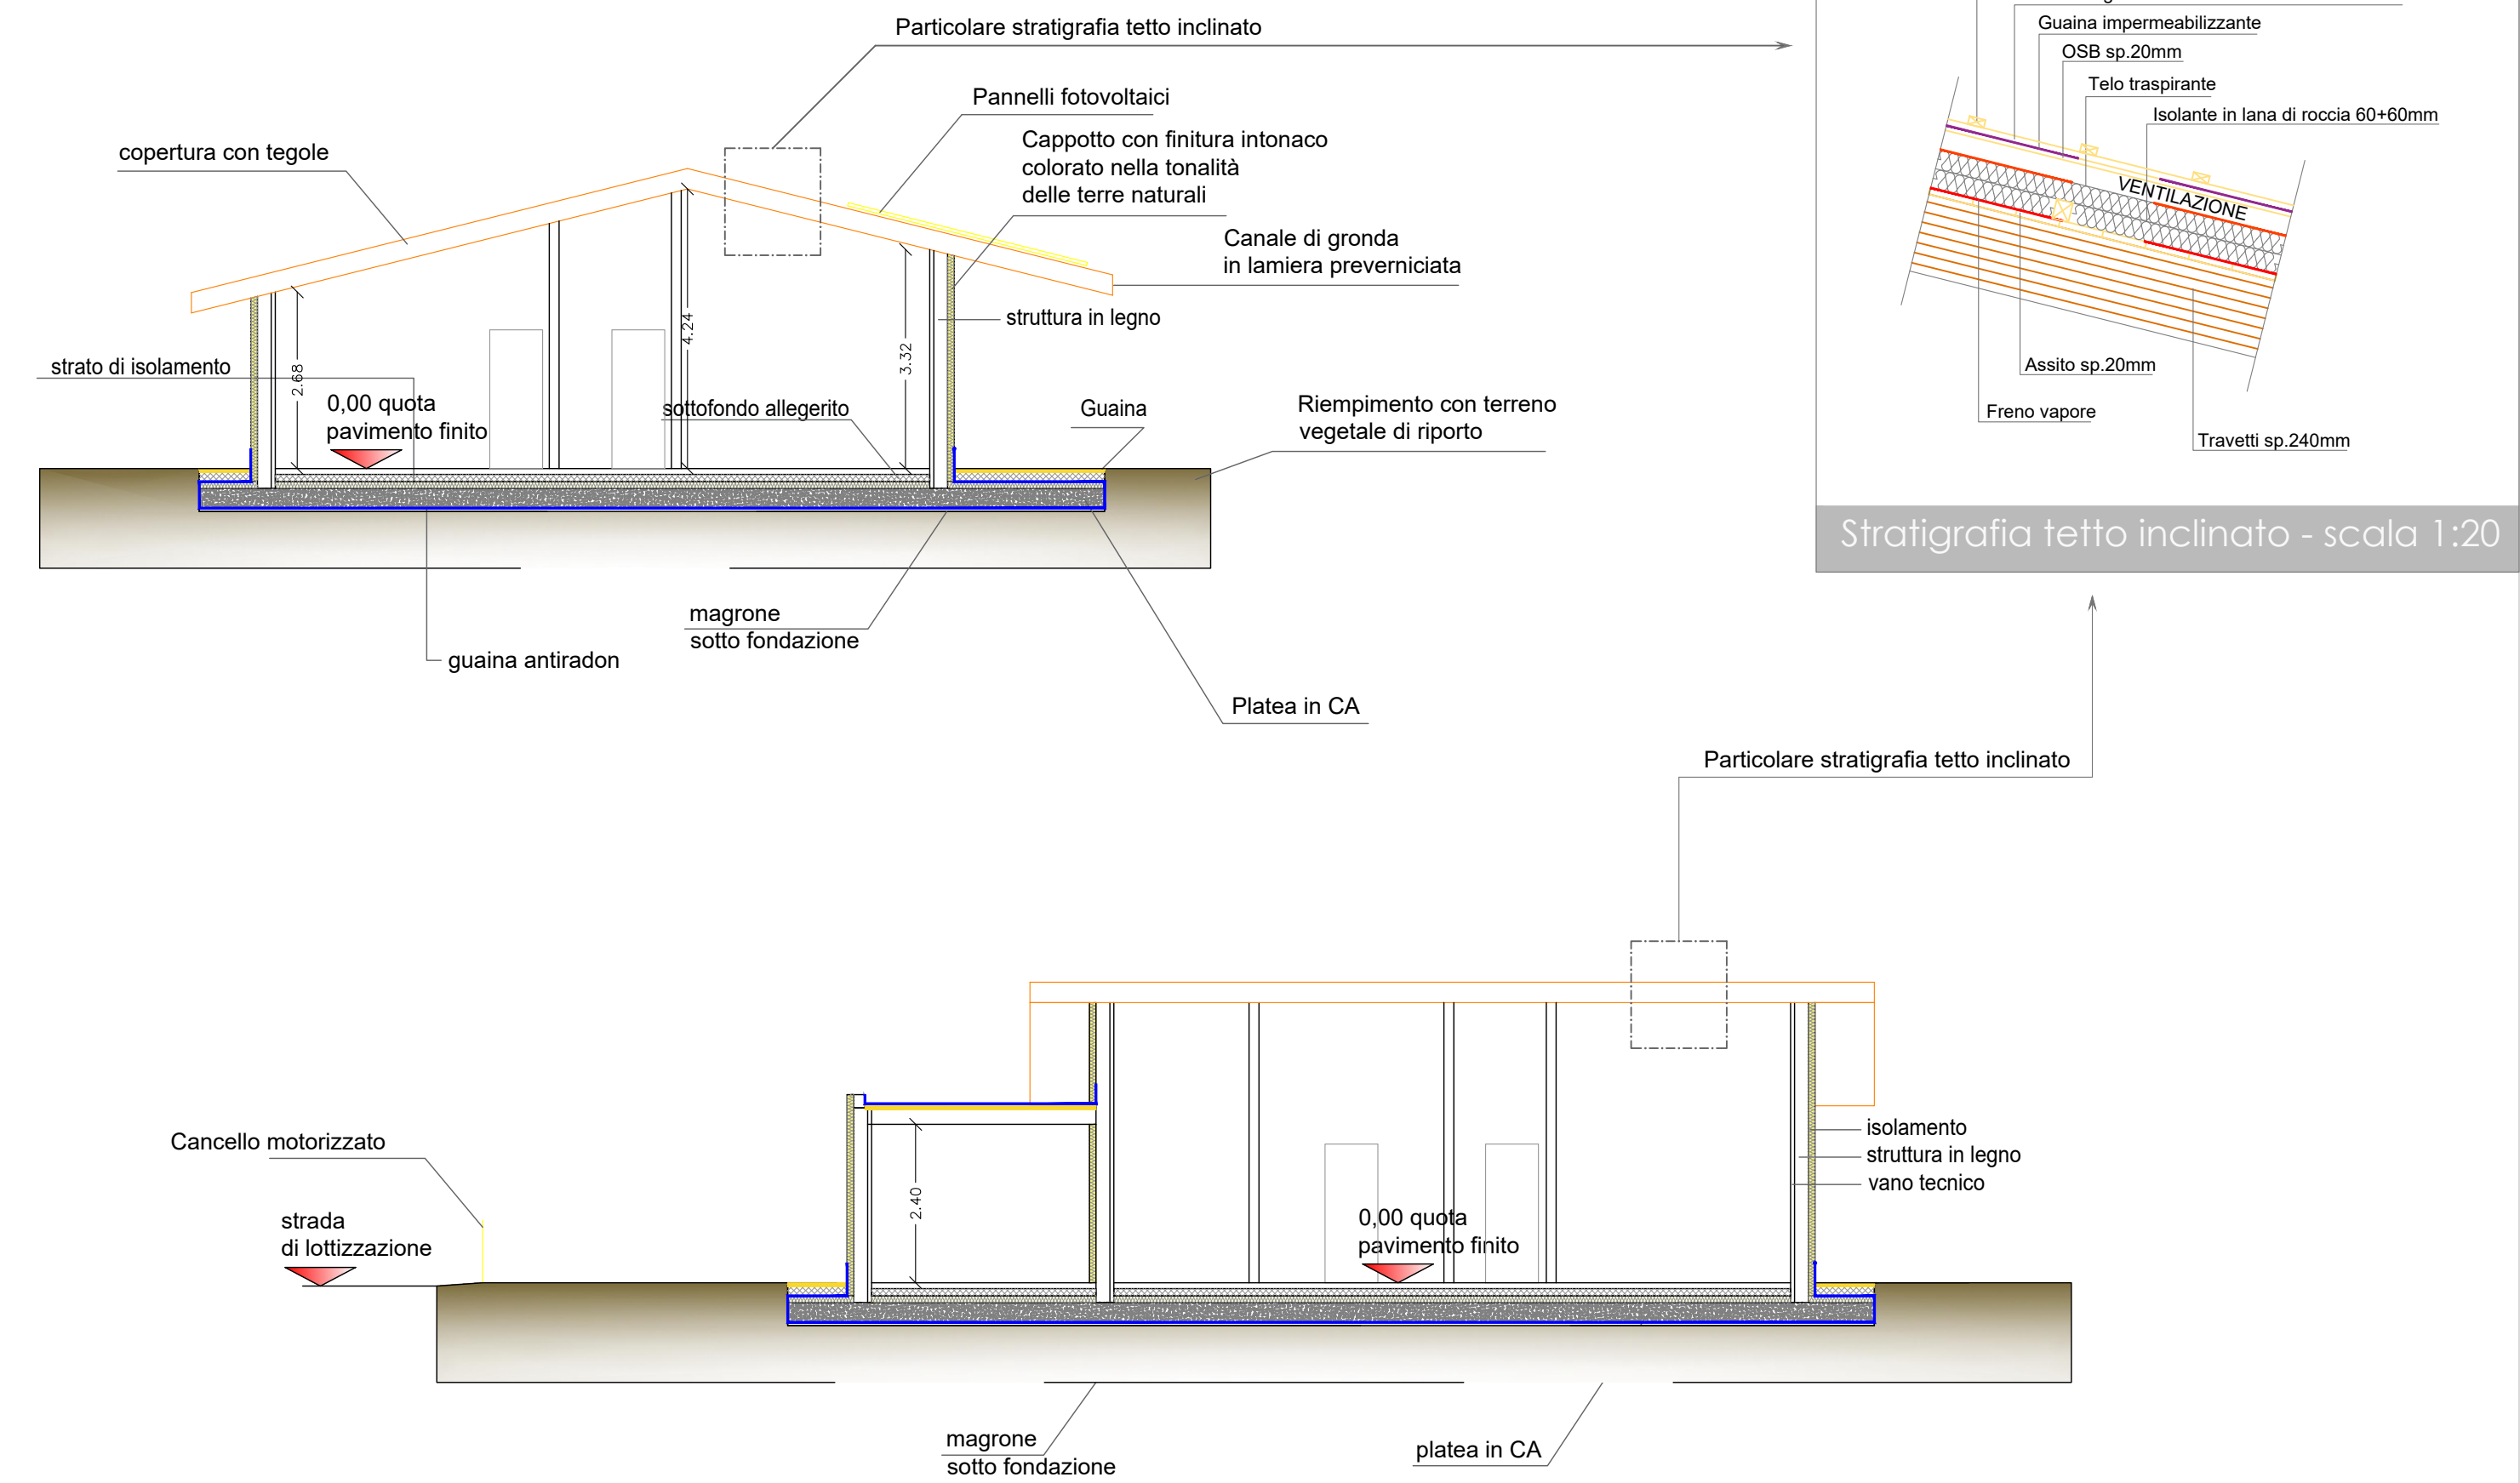 Particolare stratigrafia tetto inclinato
Pannelli fotovoltaici
Cappotto con finitura intonaco
colorato nella tonalità
delle terre naturali
copertura con tegole
Canale di gronda
in lamiera preverniciata
struttura in legno
strato di isolamento
2.68
4.24
3.32
0,00 quota
pavimento finito
sottofondo allegerito
Guaina
Riempimento con terreno
vegetale di riporto
magrone
sotto fondazione
guaina antiradon
Platea in CA
Guaina impermeabilizzante
OSB sp.20mm
Telo traspirante
Isolante in lana di roccia 60+60mm
VENTILAZIONE
Assito sp.20mm
Freno vapore
Travetti sp.240mm
Stratigrafia tetto inclinato - scala 1:20
Particolare stratigrafia tetto inclinato
Cancello motorizzato
strada
di lottizzazione
2.40
0,00 quota
pavimento finito
isolamento
struttura in legno
vano tecnico
magrone
sotto fondazione
platea in CA